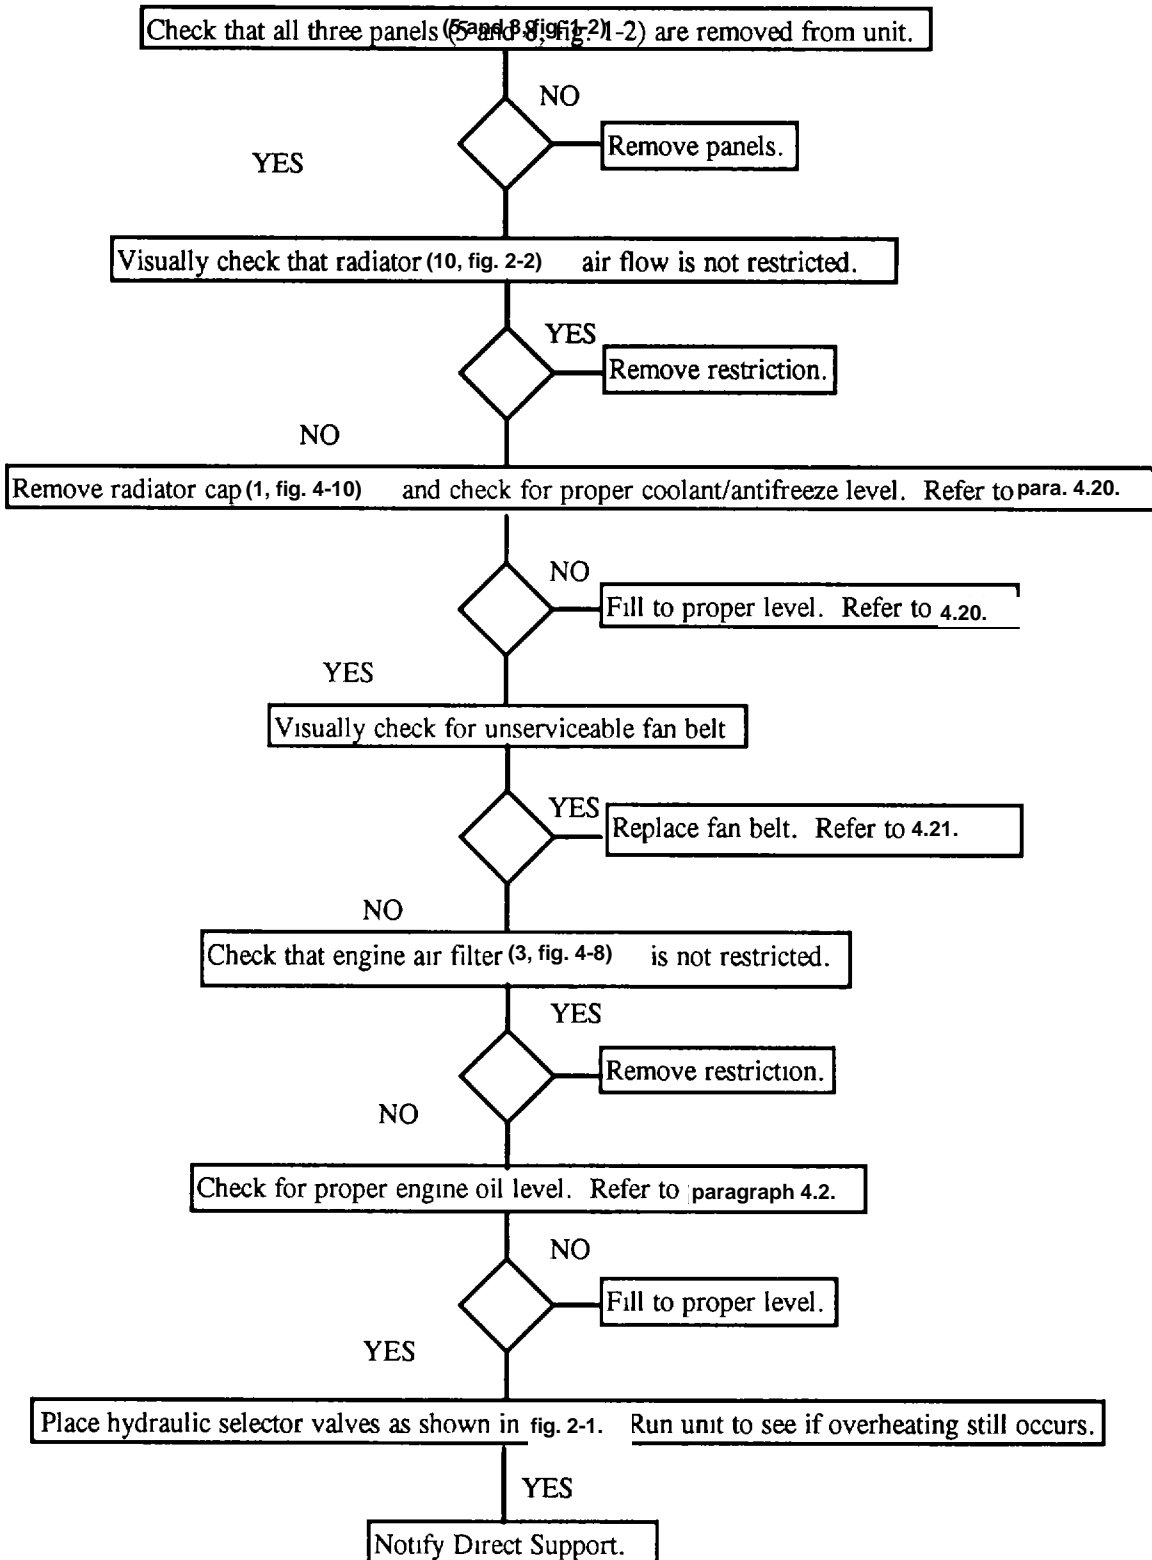 Check that all three panels (5 and 8, fig. 1-2) are removed from unit.
NO
Remove panels.
YES
Visually check that radiator (10, fig. 2-2) air flow is not restricted.
YES
Remove restriction.
NO
Remove radiator cap (1, fig. 4-10) and check for proper coolant/antifreeze level. Refer to para. 4.20.
NO
Fill to proper level. Refer to 4.20.
YES
Visually check for unserviceable fan belt
YES
Replace fan belt. Refer to 4.21.
NO
Check that engine air filter (3, fig. 4-8) is not restricted.
YES
Remove restriction.
NO
Check for proper engine oil level. Refer to paragraph 4.2.
NO
Fill to proper level.
YES
Place hydraulic selector valves as shown in fig. 2-1. Run unit to see if overheating still occurs.
YES
Notify Direct Support.